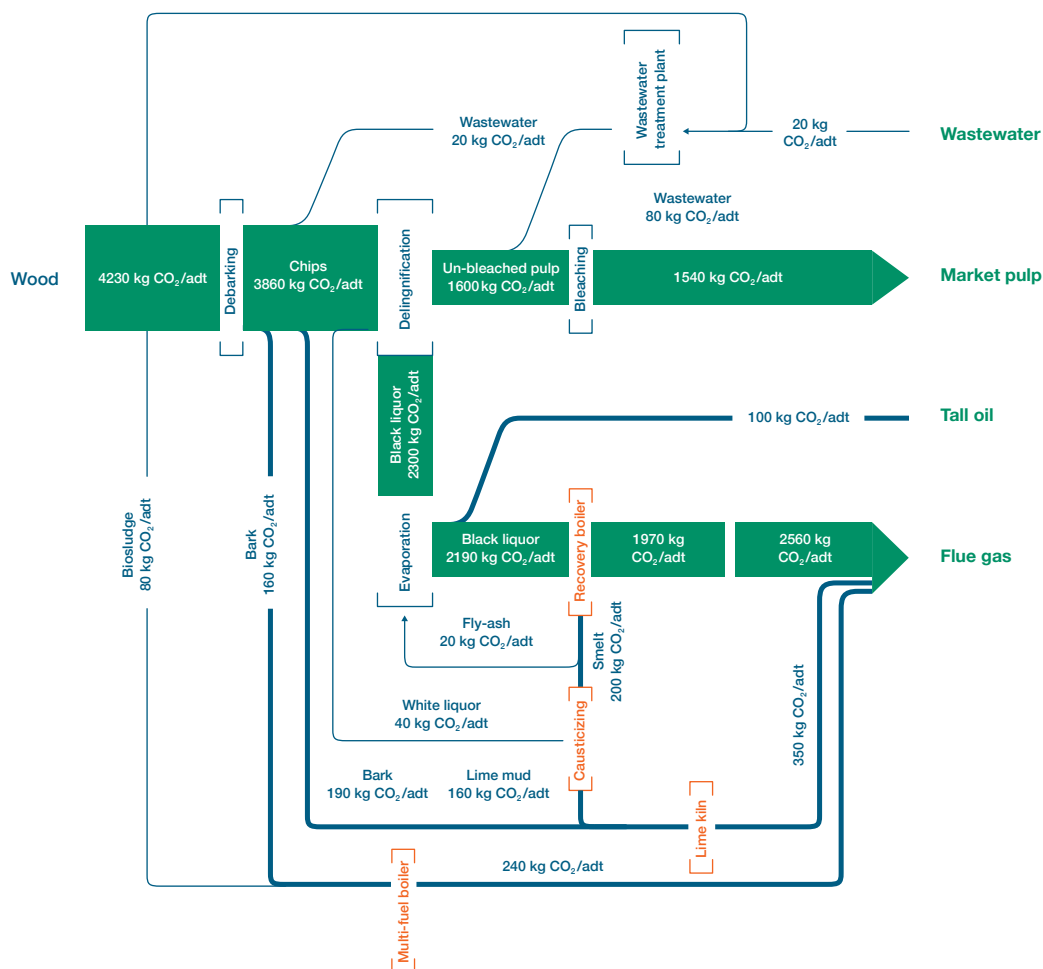 Wastewater
treatment plant
Wastewater
20 kg CO₂/adt
20 kg
CO₂/adt
Wastewater
Wastewater
80 kg CO₂/adt
Wood
4230 kg CO₂/adt
Debarking
Chips
3860 kg CO₂/adt
Delingnification
Un-bleached pulp
1600 kg CO₂/adt
Bleaching
1540 kg CO₂/adt
Market pulp
Black liquor
2300 kg CO₂/adt
100 kg CO₂/adt
Tall oil
Biosludge
80 kg CO₂/adt
Bark
160 kg CO₂/adt
Evaporation
Black liquor
2190 kg CO₂/adt
Recovery boiler
1970 kg
CO₂/adt
2560 kg
CO₂/adt
Flue gas
Fly-ash
20 kg CO₂/adt
Smelt
200 kg CO₂/adt
White liquor
40 kg CO₂/adt
Causticizing
350 kg CO₂/adt
Bark
190 kg CO₂/adt
Lime mud
160 kg CO₂/adt
Lime kiln
240 kg CO₂/adt
Multi-fuel boiler